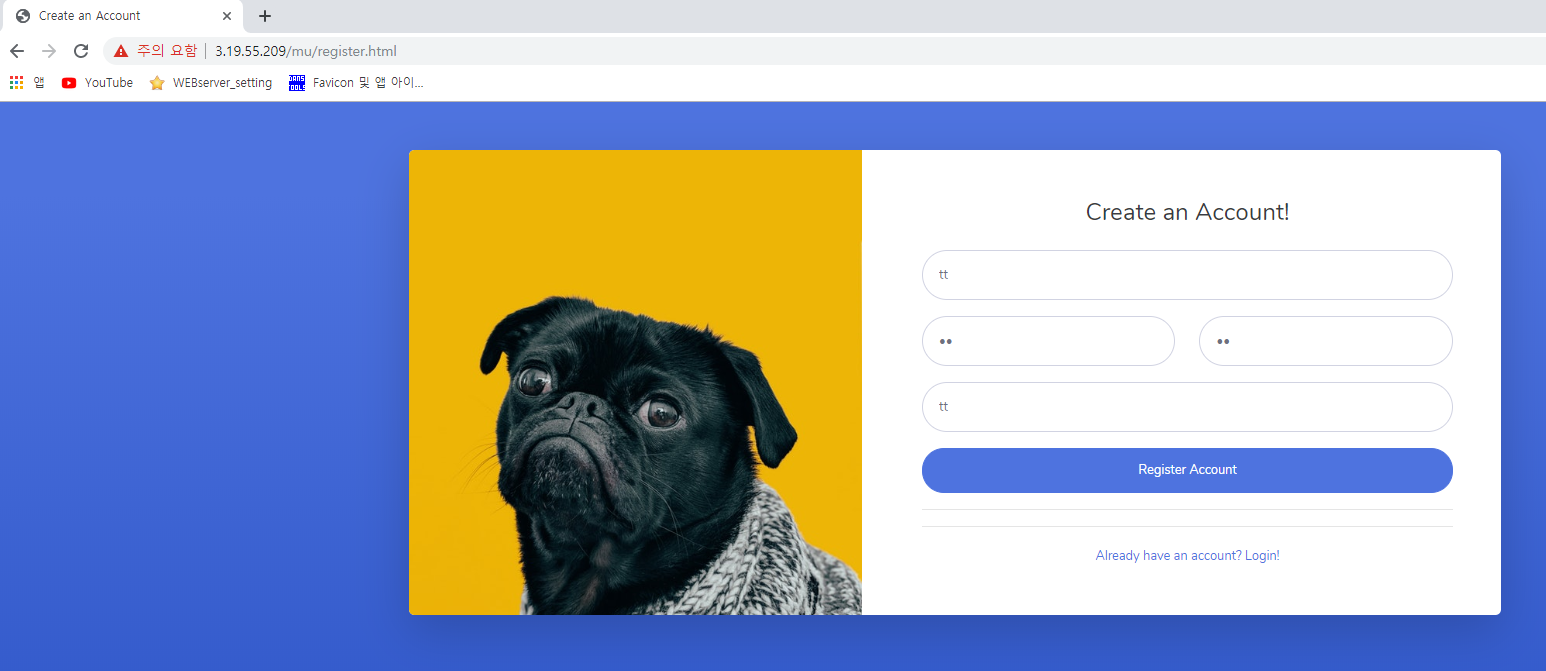 Create an Account
주의 요함 3.19.55.209/mu/register.html
앱 YouTube WEBserver_setting Favicon 및 앱 아이...
Create an Account!
tt
•• ••
tt
Register Account
Already have an account? Login!